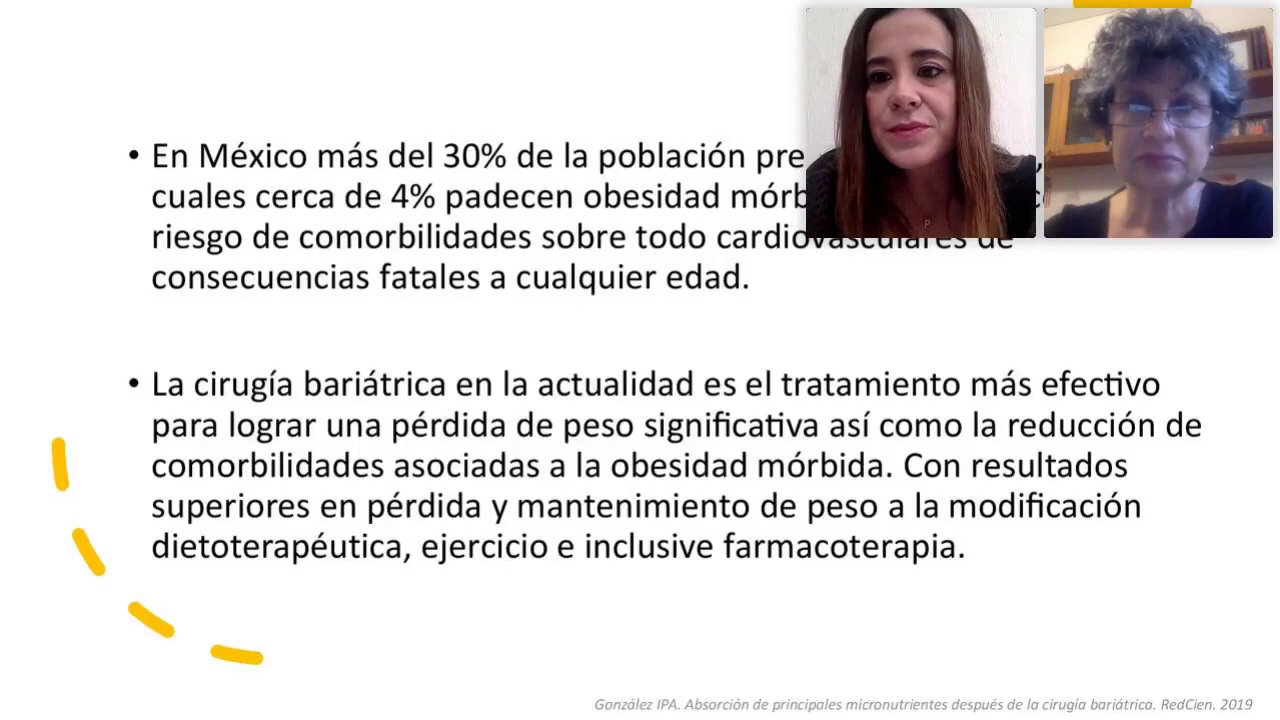 • En México más del 30% de la población
cuales cerca de 4% padecen obesidad
riesgo de comorbilidades sobre todo cardiovasculares de
consecuencias fatales a cualquier edad.
• La cirugía bariátrica en la actualidad es el tratamiento más efectivo
para lograr una pérdida de peso significativa así como la reducción de
comorbilidades asociadas a la obesidad mórbida. Con resultados
superiores en pérdida y mantenimiento de peso a la modificación
dietoterapéutica, ejercicio e inclusive farmacoterapia.
P
González IPA. Absorción de principales micronutrientes después de la cirugía bariátrica. RedCien. 2019